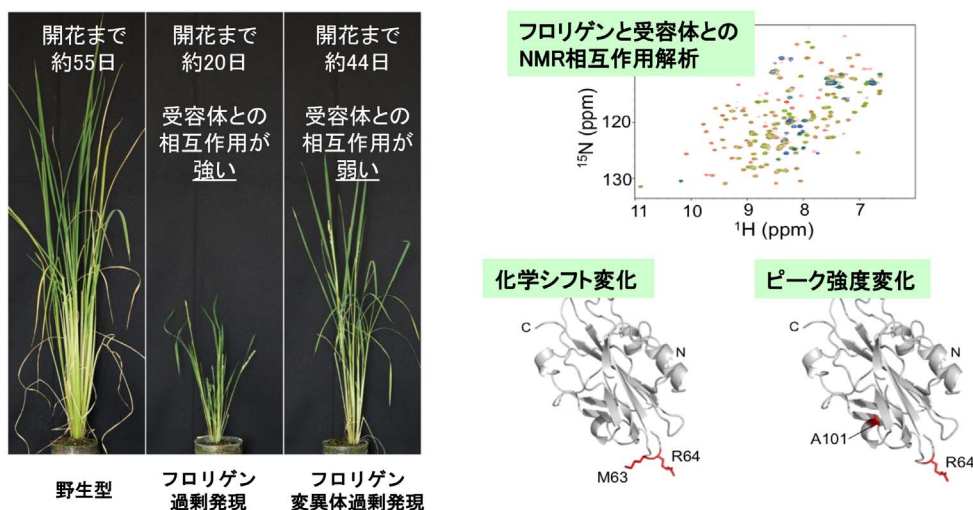 開花まで
約55日
開花まで
約20日
受容体との
相互作用が
強い
開花まで
約44日
受容体との
相互作用が
弱い
野生型
フロリゲン
過剰発現
フロリゲン
変異体過剰発現
フロリゲンと受容体との
NMR相互作用解析
15N (ppm)
120
130
11
10
9
8
7
1H (ppm)
化学シフト変化
C
N
M63
R64
ピーク強度変化
C
N
A101
R64